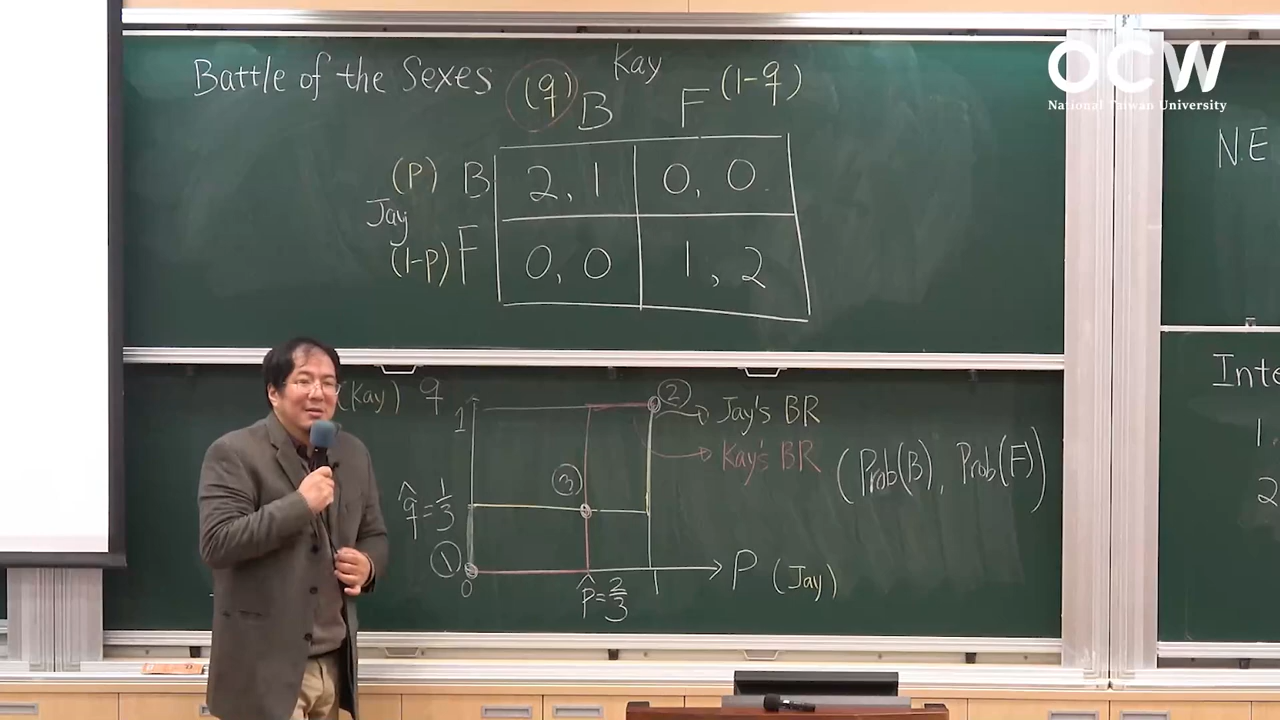 OCW
National Taiwan University
Battle of the Sexes
Kay
(q) B F (1-q)
(p) B 2, 1 0, 0
Jay
(1-p) F 0, 0 1, 2
(Kay) q
1
② → Jay's BR
→ Kay's BR
(Prob(B), Prob(F))
③
q̂=1/3
①
0
p̂=2/3
1
P (Jay)
N.E
Inte
1.
2